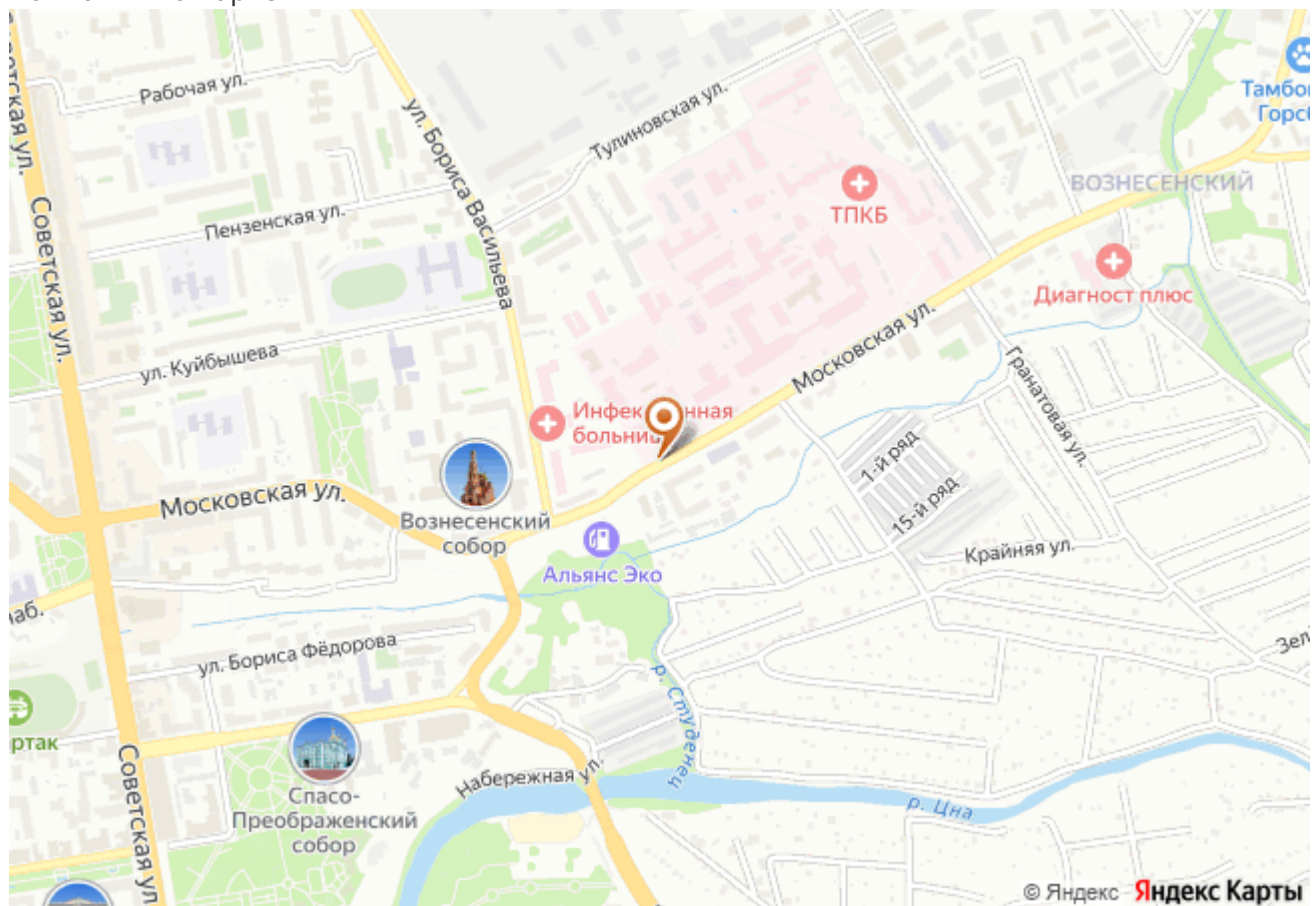 Рабочая ул.
ул. Бориса Васильева
Тулиновская ул.
ТПКБ
ВОЗНЕСЕНСКИЙ
Советская ул.
Пензенская ул.
Диагност плюс
Московская ул.
ул. Куйбышева
Гранатовая ул.
Инфек нная
больни
1-й ряд
15-й ряд
Московская ул.
Вознесенский
собор
Альянс Эко
Крайняя ул.
ул. Бориса Фёдорова
р. Студенец
Советская ул
Набережная ул.
р. Цна
Спасо-
Преображенский
собор
© Яндекс Яндекс Карты